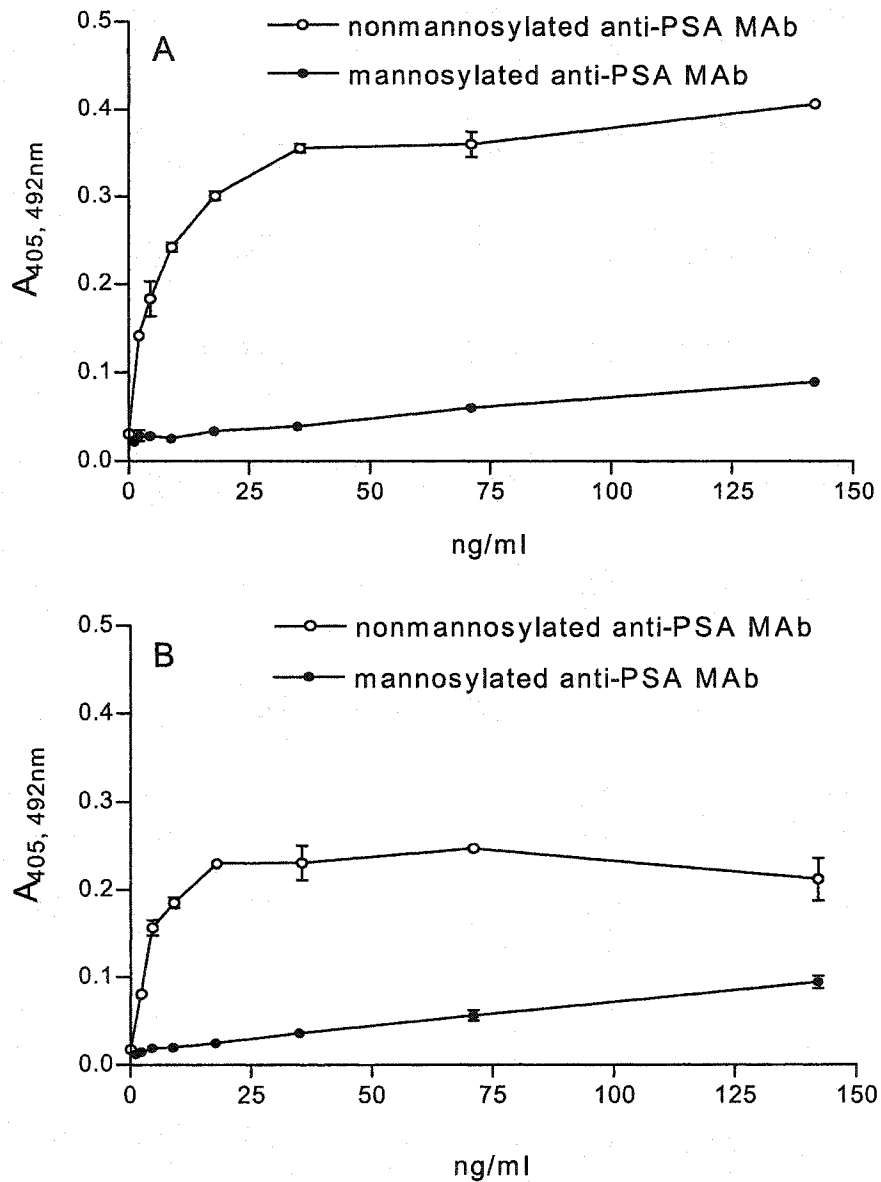 A
nonmannosylated anti-PSA MAb
mannosylated anti-PSA MAb
0.5
0.4
0.3
0.2
0.1
0.0
A405, 492nm
0 25 50 75 100 125 150
ng/ml
B
nonmannosylated anti-PSA MAb
mannosylated anti-PSA MAb
0.5
0.4
0.3
0.2
0.1
0.0
A405, 492nm
0 25 50 75 100 125 150
ng/ml